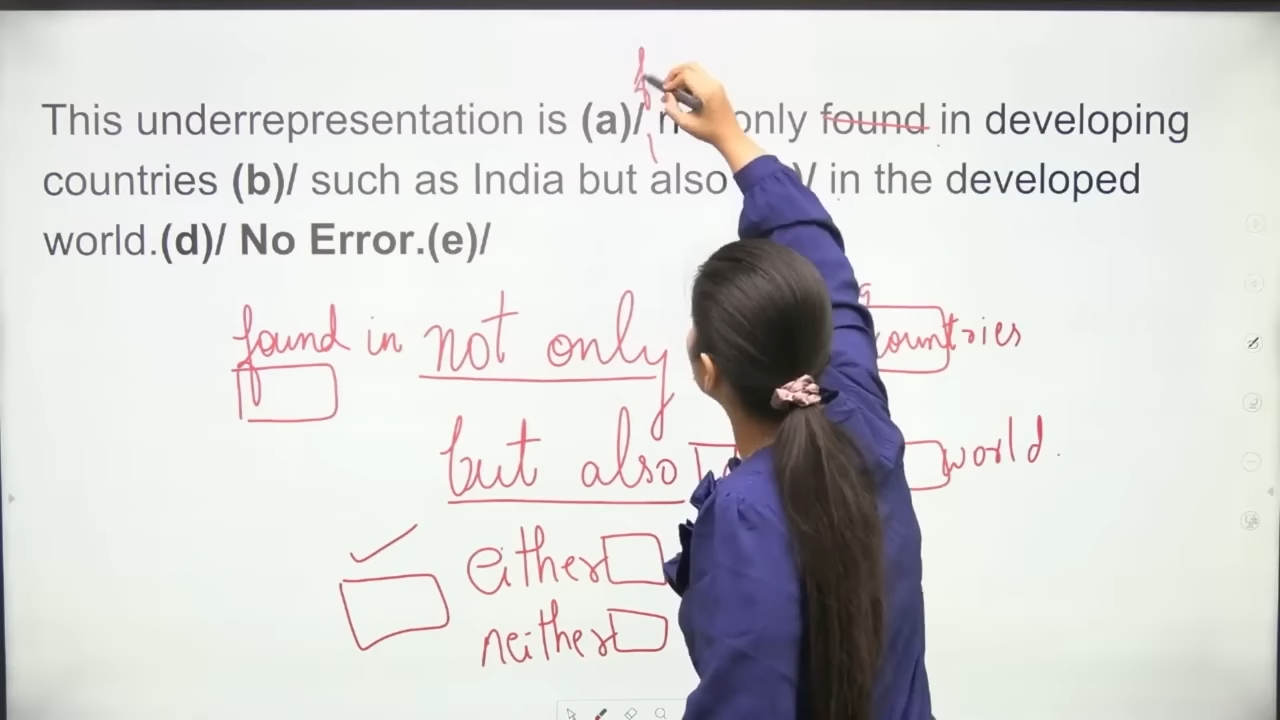 This underrepresentation is (a)/ only found in developing
countries (b)/ such as India but also / in the developed
world.(d)/ No Error.(e)/
found in not only countries
but also world.
either
neither